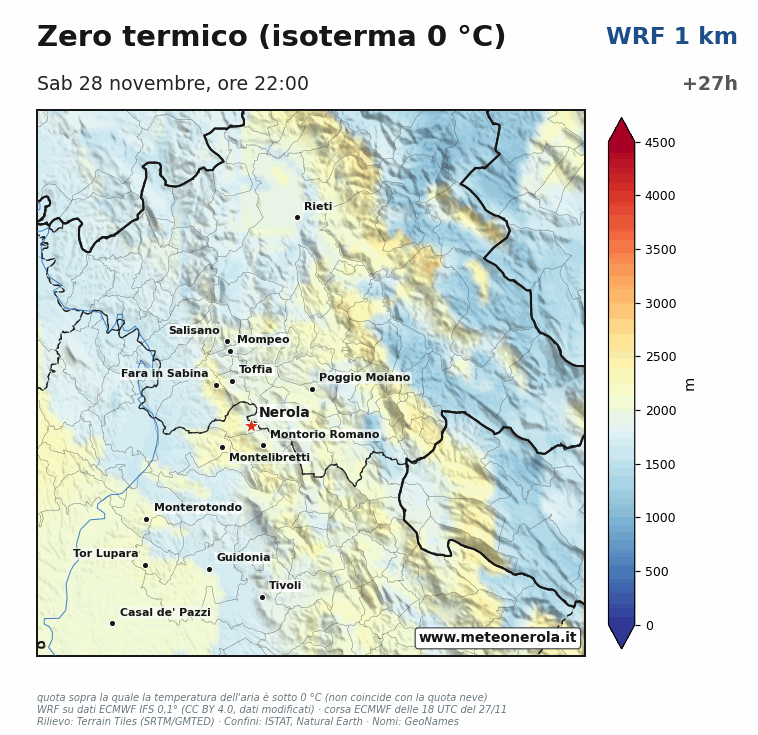 Zero termico (isoterma 0 °C)
WRF 1 km
Sab 28 novembre, ore 22:00
+27h
4500
4000
3500
3000
2500
2000
1500
1000
500
0
m
Rieti
Salisano
Mompeo
Toffia
Fara in Sabina
Poggio Moiano
Nerola
Montorio Romano
Montelibretti
Monterotondo
Tor Lupara
Guidonia
Tivoli
Casal de' Pazzi
www.meteonerola.it
quota sopra la quale la temperatura dell'aria è sotto 0 °C (non coincide con la quota neve)
WRF su dati ECMWF IFS 0,1° (CC BY 4.0, dati modificati) · corsa ECMWF delle 18 UTC del 27/11
Rilievo: Terrain Tiles (SRTM/GMTED) · Confini: ISTAT, Natural Earth · Nomi: GeoNames